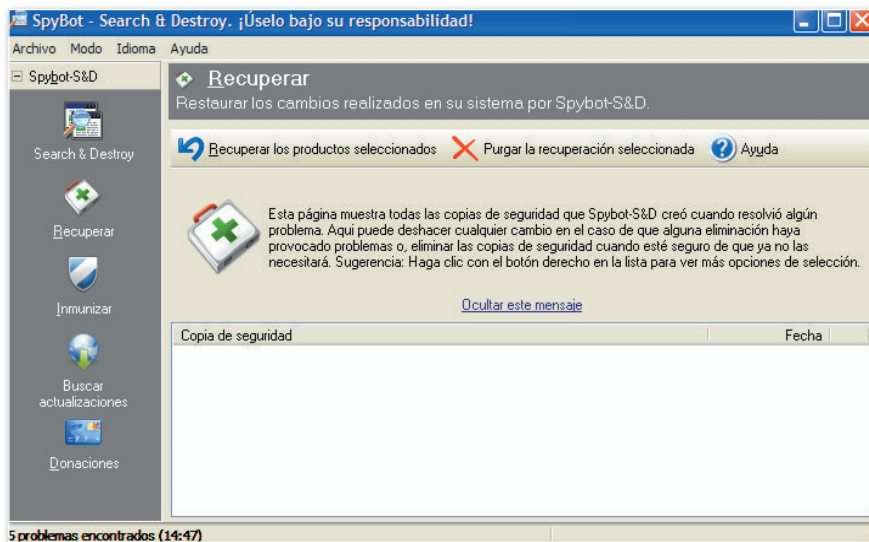 SpyBot - Search & Destroy. ¡Úselo bajo su responsabilidad!
Archivo Modo Idioma Ayuda
Spybot-S&D
Search & Destroy
Recuperar
Inmunizar
Buscar
actualizaciones
Donaciones
Recuperar
Restaurar los cambios realizados en su sistema por Spybot-S&D.
Recuperar los productos seleccionados Purgar la recuperación seleccionada Ayuda
Esta página muestra todas las copias de seguridad que Spybot-S&D creó cuando resolvió algún
problema. Aqui puede deshacer cualquier cambio en el caso de que alguna eliminación haya
provocado problemas o, eliminar las copias de seguridad cuando esté seguro de que ya no las
necesitará. Sugerencia: Haga clic con el botón derecho en la lista para ver más opciones de selección.
Ocultar este mensaje
Copia de seguridad Fecha
5 problemas encontrados (14:47)